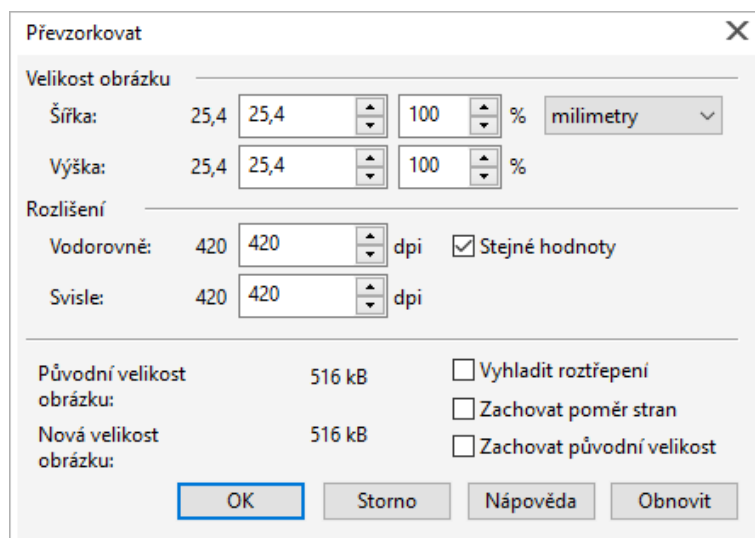 Převzorkovat
Velikost obrázku
Šířka: 25,4 25,4 100 % milimetry
Výška: 25,4 25,4 100 %
Rozlišení
Vodorovně: 420 420 dpi Stejné hodnoty
Svisle: 420 420 dpi
Původní velikost obrázku: 516 kB Vyhladit roztřepení
Zachovat poměr stran
Nová velikost obrázku: 516 kB Zachovat původní velikost
OK Storno Nápověda Obnovit